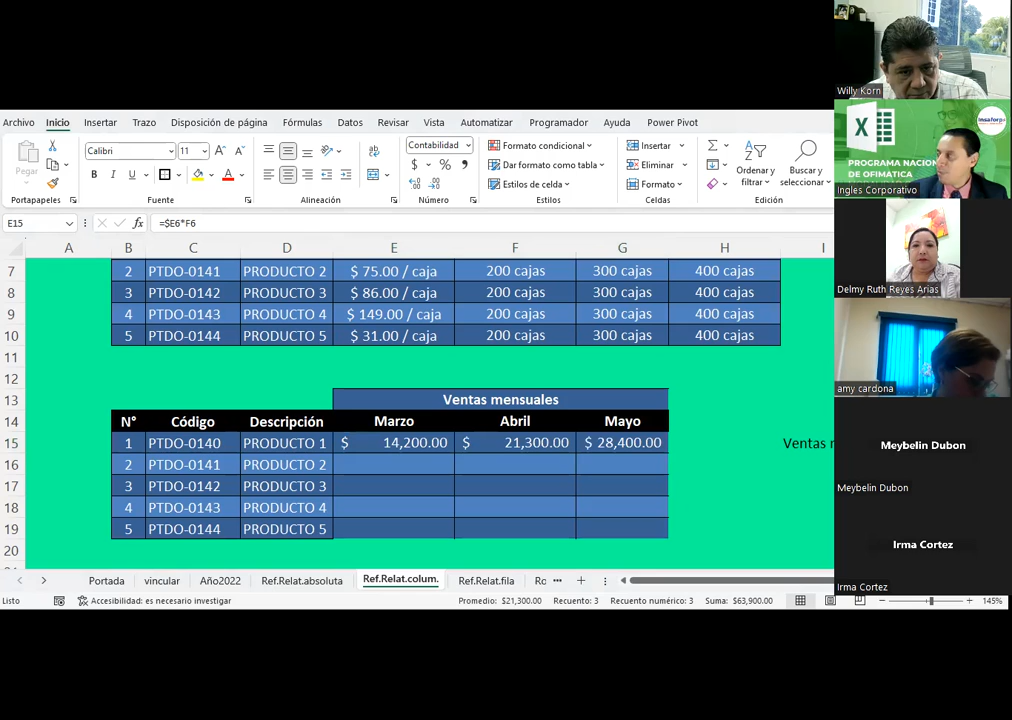 Willy Korn
Insaforp
PROGRAMA NACION
DE OFIMÁTICA
Ingles Corporativo
Delmy Ruth Reyes Arias
amy cardona
Meybelin Dubon
Meybelin Dubon
Irma Cortez
Irma Cortez
Archivo Inicio Insertar Trazo Disposición de página Fórmulas Datos Revisar Vista Automatizar Programador Ayuda Power Pivot
Pegar
Calibri 11
N K S
Contabilidad
$ % ,
Formato condicional
Dar formato como tabla
Estilos de celda
Insertar
Eliminar
Formato
Ordenar y filtrar
Buscar y seleccionar
Portapapeles Fuente Alineación Número Estilos Celdas Edición
E15 fx =$E6*F6
A B C D E F G H I
7 2 PTDO-0141 PRODUCTO 2 $ 75.00 / caja 200 cajas 300 cajas 400 cajas
8 3 PTDO-0142 PRODUCTO 3 $ 86.00 / caja 200 cajas 300 cajas 400 cajas
9 4 PTDO-0143 PRODUCTO 4 $ 149.00 / caja 200 cajas 300 cajas 400 cajas
10 5 PTDO-0144 PRODUCTO 5 $ 31.00 / caja 200 cajas 300 cajas 400 cajas
11
12
13 Ventas mensuales
14 N° Código Descripción Marzo Abril Mayo
15 1 PTDO-0140 PRODUCTO 1 $ 14,200.00 $ 21,300.00 $ 28,400.00 Ventas
16 2 PTDO-0141 PRODUCTO 2
17 3 PTDO-0142 PRODUCTO 3
18 4 PTDO-0143 PRODUCTO 4
19 5 PTDO-0144 PRODUCTO 5
20
Portada vincular Año2022 Ref.Relat.absoluta Ref.Relat.colum. Ref.Relat.fila Rc ...
Listo Accesibilidad: es necesario investigar Promedio: $21,300.00 Recuento: 3 Recuento numérico: 3 Suma: $63,900.00 145%